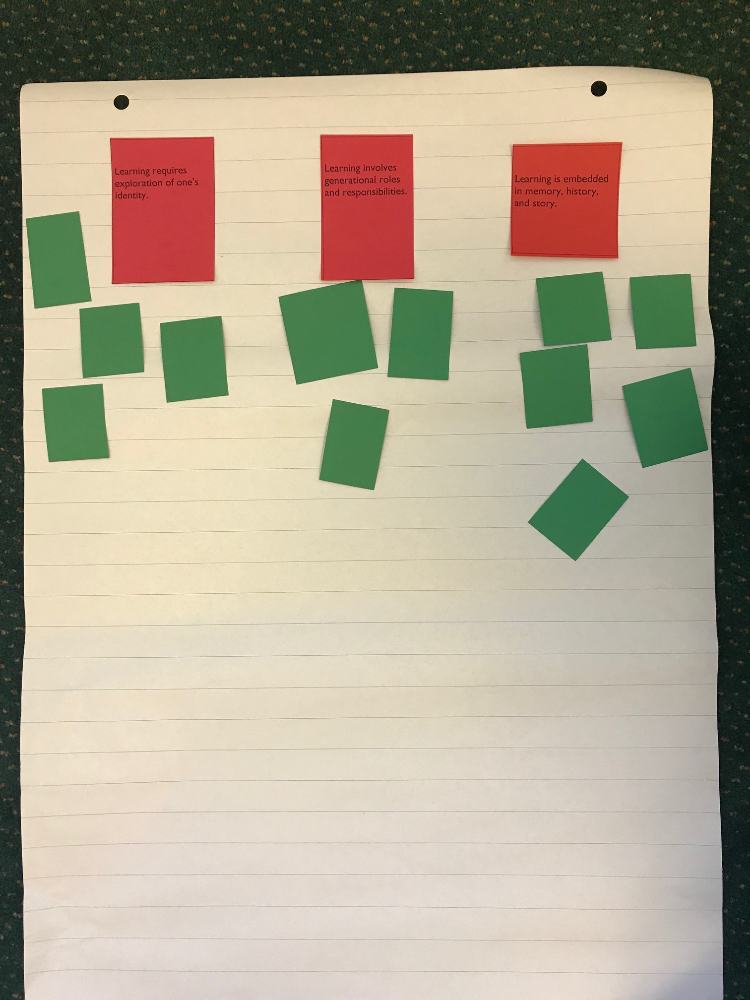 Learning requires
exploration of one's
identity.
Learning involves
generational roles
and responsibilities.
Learning is embedded
in memory, history,
and story.